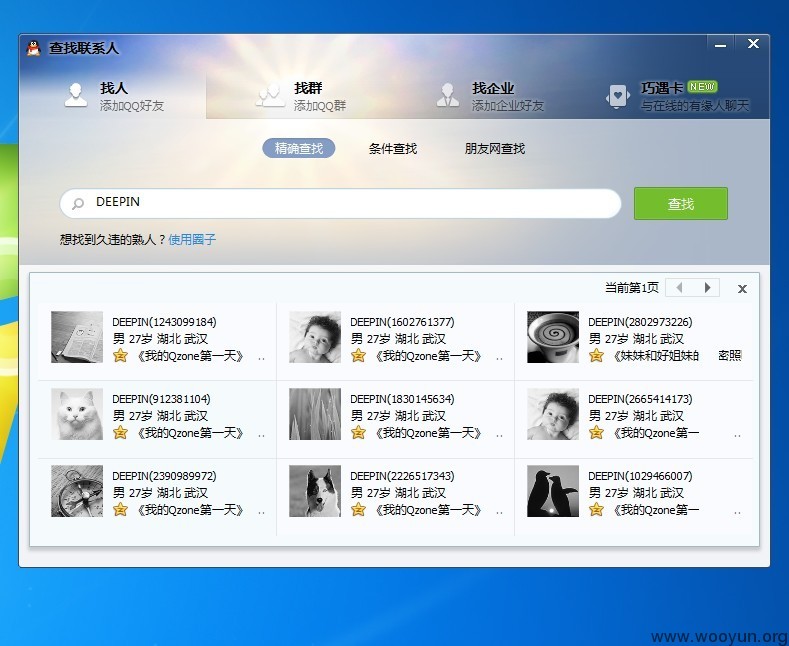 查找联系人
找人
添加QQ好友
找群
添加QQ群
找企业
添加企业好友
巧遇卡 NEW
与在线的有缘人聊天
精确查找 条件查找 朋友网查找
DEEPIN
查找
想找到久违的熟人？使用圈子
当前第1页
DEEPIN(1243099184)
男 27岁 湖北 武汉
《我的Qzone第一天》 ..
DEEPIN(1602761377)
男 27岁 湖北 武汉
《我的Qzone第一天》 ..
DEEPIN(2802973226)
男 27岁 湖北 武汉
《妹妹和好姐妹的 密照
DEEPIN(912381104)
男 27岁 湖北 武汉
《我的Qzone第一天》 ..
DEEPIN(1830145634)
男 27岁 湖北 武汉
《我的Qzone第一天》 ..
DEEPIN(2665414173)
男 27岁 湖北 武汉
《我的Qzone第一 ..
DEEPIN(2390989972)
男 27岁 湖北 武汉
《我的Qzone第一天》 ..
DEEPIN(2226517343)
男 27岁 湖北 武汉
《我的Qzone第一天》 ..
DEEPIN(1029466007)
男 27岁 湖北 武汉
《我的Qzone第一 ..
www.wooyun.org